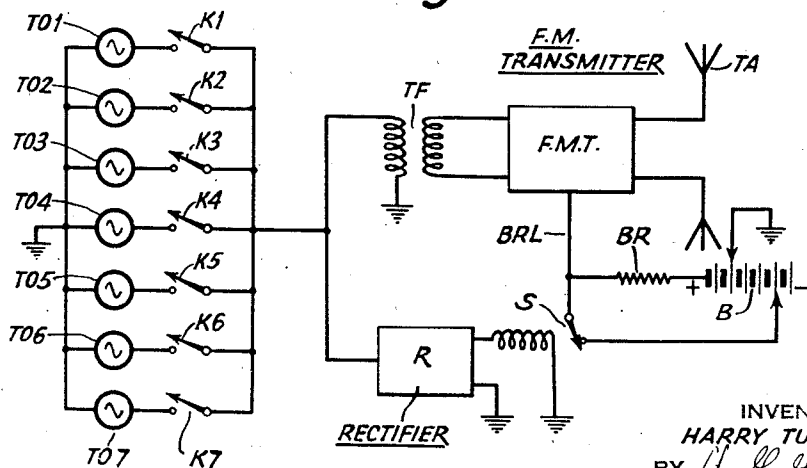 TO1
K1
TO2
K2
TO3
K3
TO4
K4
TO5
K5
TO6
K6
TO7
K7
F.M.
TRANSMITTER
TA
TF
F.M.T.
BRL
BR
+
B
-
S
R
RECTIFIER
INVEN
HARRY TU
BY